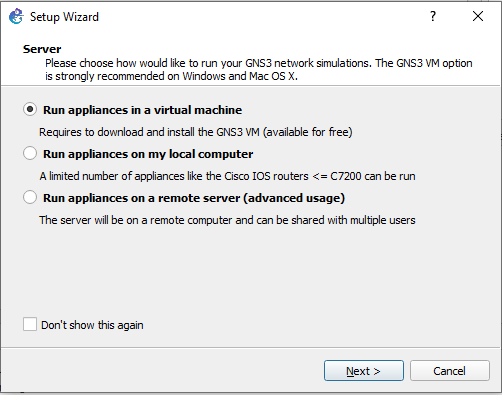 Setup Wizard
?
Server
Please choose how would like to run your GNS3 network simulations. The GNS3 VM option
is strongly recommended on Windows and Mac OS X.
Run appliances in a virtual machine
Requires to download and install the GNS3 VM (available for free)
Run appliances on my local computer
A limited number of appliances like the Cisco IOS routers <= C7200 can be run
Run appliances on a remote server (advanced usage)
The server will be on a remote computer and can be shared with multiple users
Don't show this again
Next >
Cancel